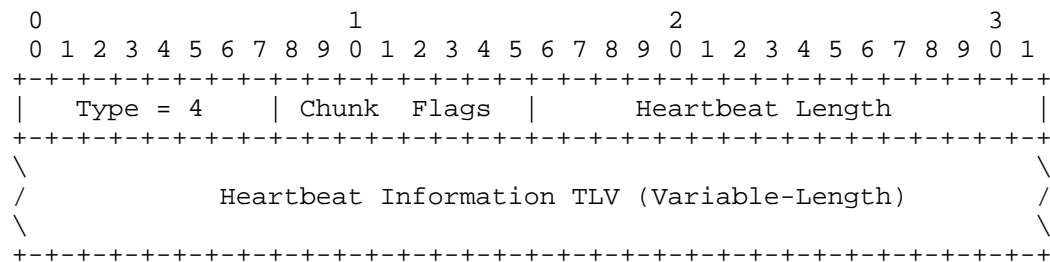 0                   1                   2                   3
 0 1 2 3 4 5 6 7 8 9 0 1 2 3 4 5 6 7 8 9 0 1 2 3 4 5 6 7 8 9 0 1
+-+-+-+-+-+-+-+-+-+-+-+-+-+-+-+-+-+-+-+-+-+-+-+-+-+-+-+-+-+-+-+-+
|   Type = 4    | Chunk  Flags  |      Heartbeat Length         |
+-+-+-+-+-+-+-+-+-+-+-+-+-+-+-+-+-+-+-+-+-+-+-+-+-+-+-+-+-+-+-+-+
\                                                               \
/            Heartbeat Information TLV (Variable-Length)        /
\                                                               \
+-+-+-+-+-+-+-+-+-+-+-+-+-+-+-+-+-+-+-+-+-+-+-+-+-+-+-+-+-+-+-+-+